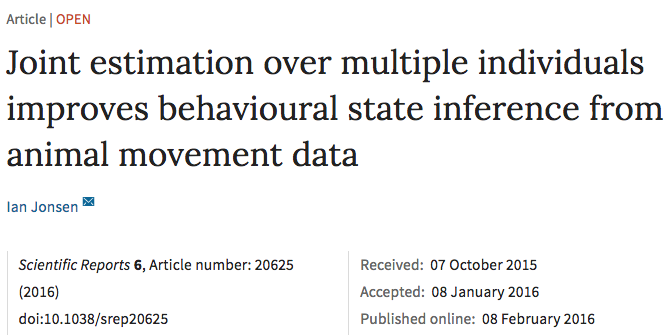 Article | OPEN
Joint estimation over multiple individuals
improves behavioural state inference from
animal movement data
Ian Jonsen
Scientific Reports 6, Article number: 20625
(2016)
doi:10.1038/srep20625
Received: 07 October 2015
Accepted: 08 January 2016
Published online: 08 February 2016